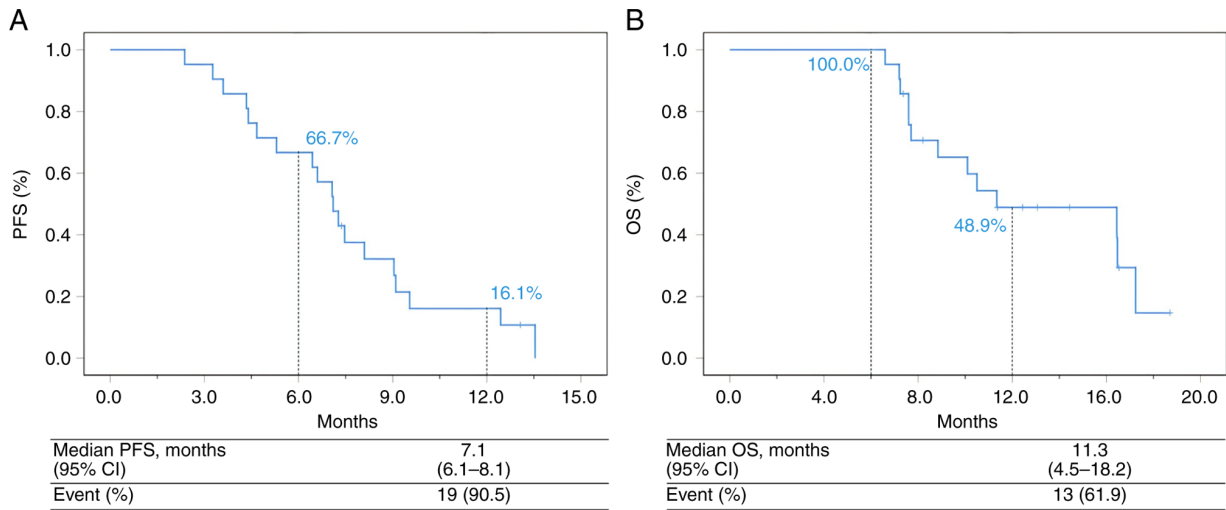 A
1.0
0.8
0.6
0.4
0.2
0.0
PFS (%)
66.7%
16.1%
0.0 3.0 6.0 9.0 12.0 15.0
Months
Median PFS, months 7.1
(95% CI) (6.1–8.1)
Event (%) 19 (90.5)
B
1.0
0.8
0.6
0.4
0.2
0.0
OS (%)
100.0%
48.9%
0.0 4.0 8.0 12.0 16.0 20.0
Months
Median OS, months 11.3
(95% CI) (4.5–18.2)
Event (%) 13 (61.9)